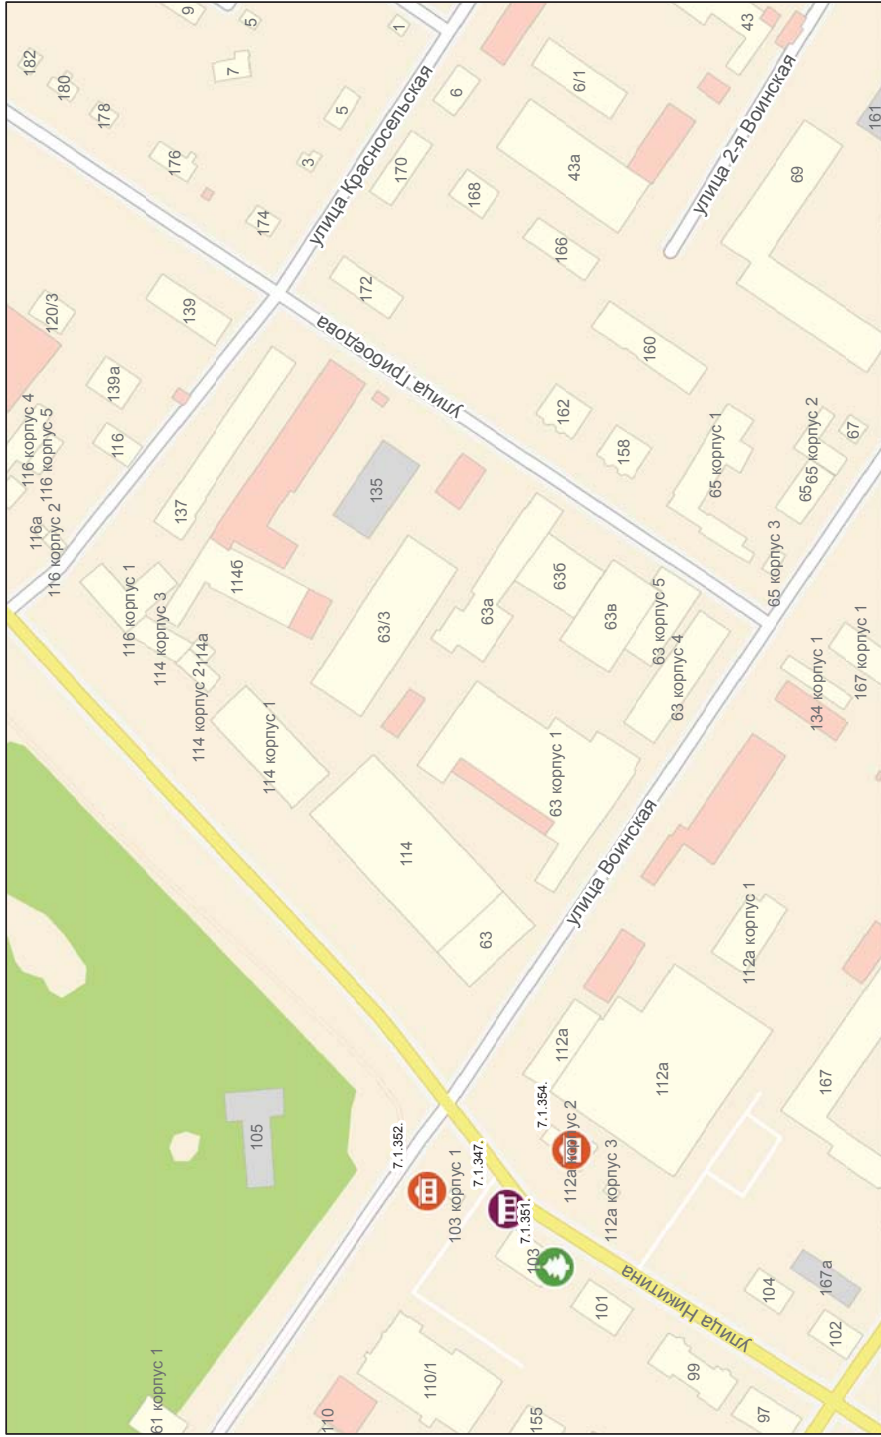 182
180
178
9
5
7
176
5
1
3
174
улица Красносельская
6
170
168
6/1
43
43а
улица 2-я Воинская
161
69
166
172
160
120/3
139
139а
116 корпус 4
116 корпус 5
116
116а
116 корпус 2
137
135
улица Грибоедова
162
158
65 корпус 1
65 корпус 2
65
67
65 корпус 3
116 корпус 1
114 корпус 3
114б
114а
114 корпус 2
114 корпус 1
63/3
63а
63б
63в
63 корпус 5
63 корпус 4
63 корпус 1
114
63
улица Воинская
134 корпус 1
167 корпус 1
112а корпус 1
112а
112а
167
105
7.1.352.
7.1.347.
7.1.354.
7.1.351.
103 корпус 1
112а корпус 2
112а корпус 3
103
101
улица Никитина
104
167а
102
99
97
61 корпус 1
110/1
110
155